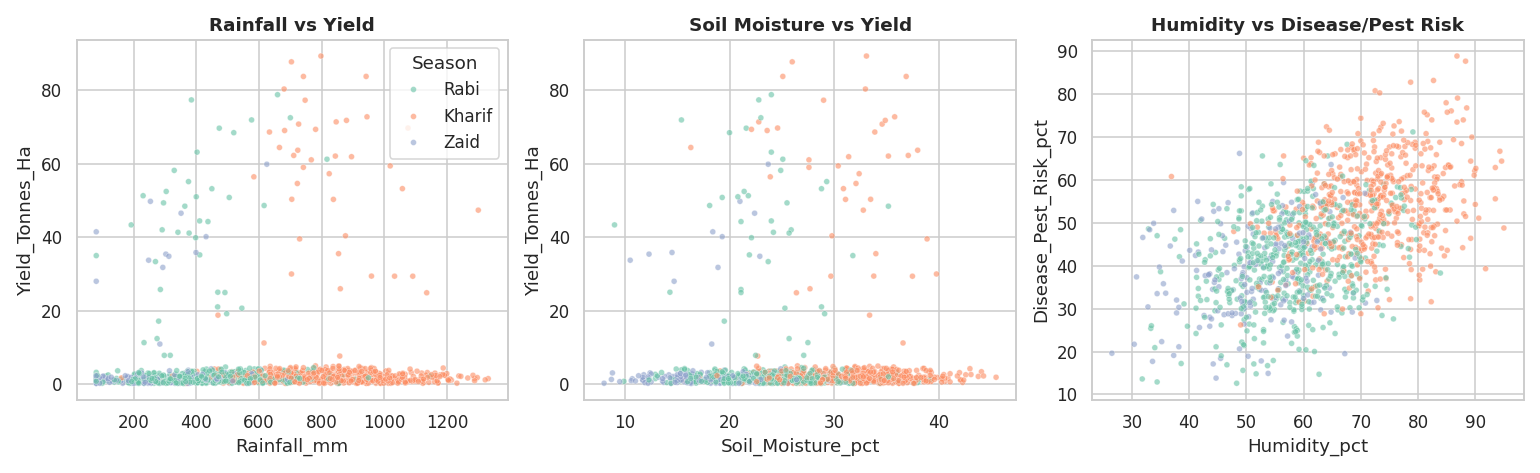 Rainfall vs Yield
Season
Rabi
Kharif
Zaid
Yield_Tonnes_Ha
80
60
40
20
0
200 400 600 800 1000 1200
Rainfall_mm
Soil Moisture vs Yield
Yield_Tonnes_Ha
80
60
40
20
0
10 20 30 40
Soil_Moisture_pct
Humidity vs Disease/Pest Risk
Disease_Pest_Risk_pct
90
80
70
60
50
40
30
20
10
30 40 50 60 70 80 90
Humidity_pct